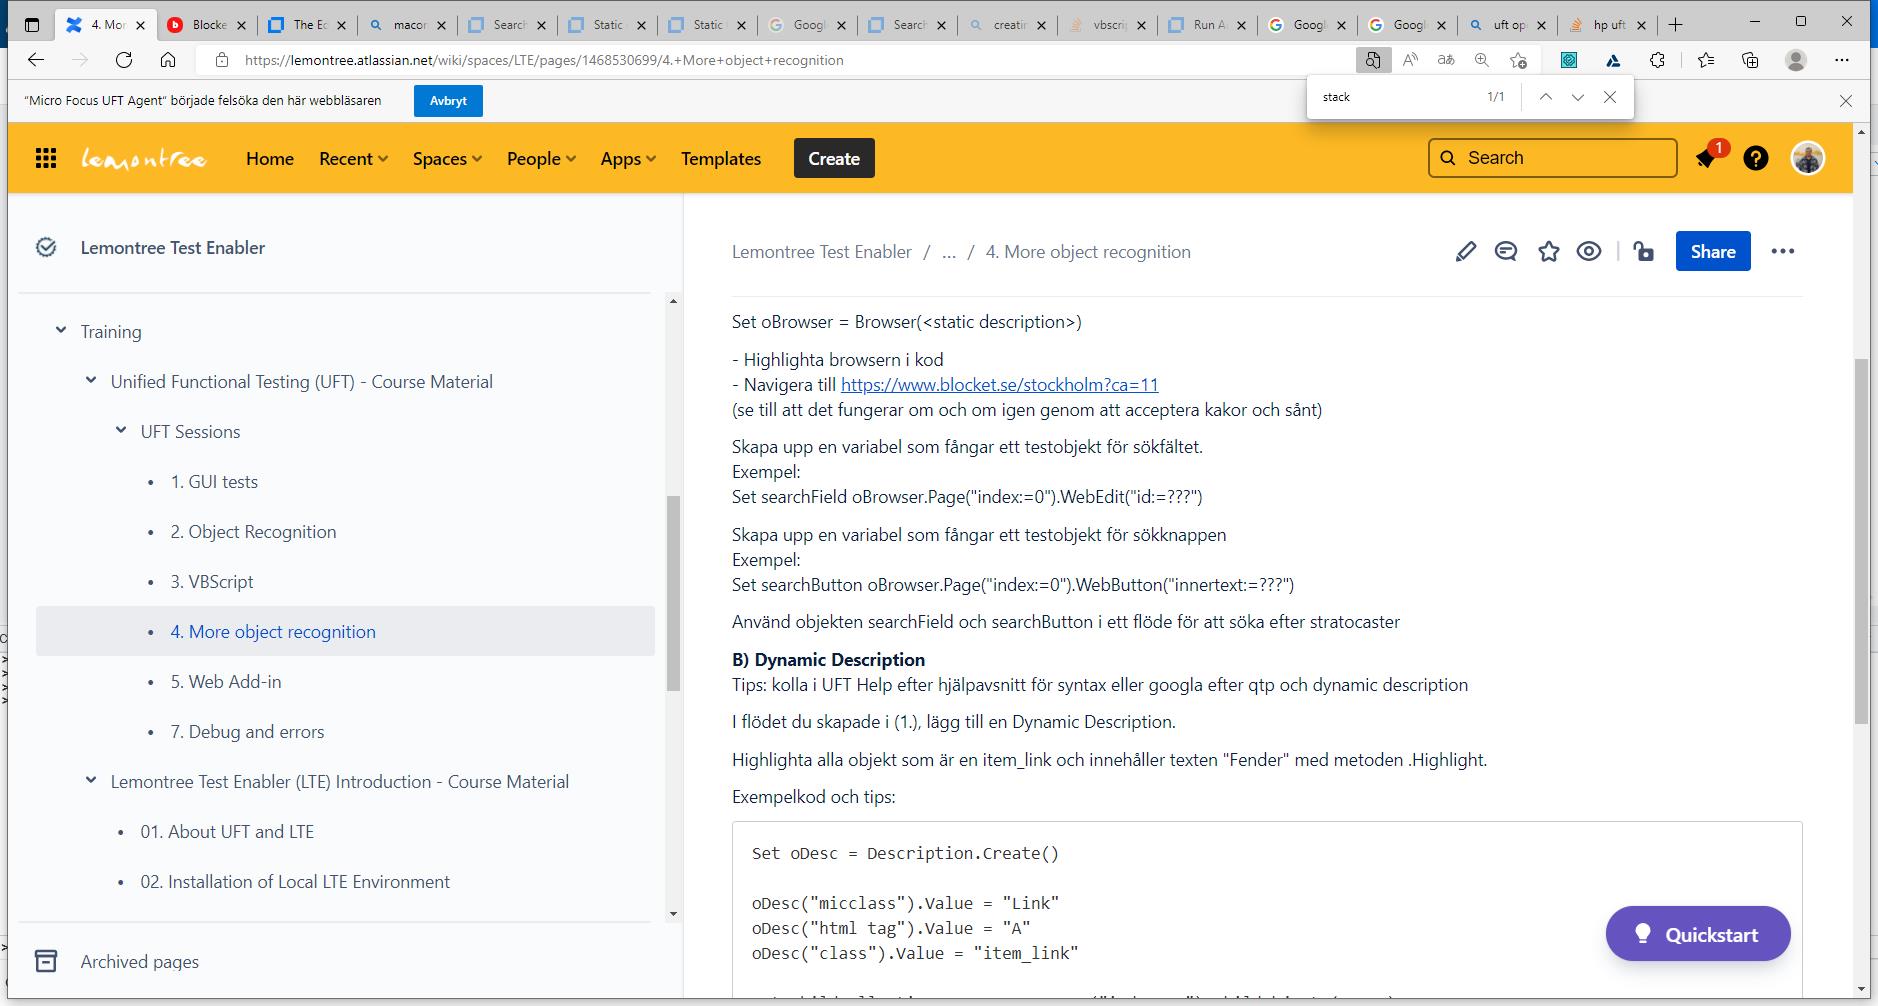 4. Mor
Blocke
The Ec
macor
Search
Static
Static
Googl
Search
creatin
vbscri
Run A
Googl
Googl
uft op
hp uft
https://lemontree.atlassian.net/wiki/spaces/LTE/pages/1468530699/4.+More+object+recognition
"Micro Focus UFT Agent" började felsöka den här webbläsaren
Avbryt
stack
1/1
lemontree
Home
Recent
Spaces
People
Apps
Templates
Create
Search
1
Lemontree Test Enabler
Training
Unified Functional Testing (UFT) - Course Material
UFT Sessions
• 1. GUI tests
• 2. Object Recognition
• 3. VBScript
• 4. More object recognition
• 5. Web Add-in
• 7. Debug and errors
Lemontree Test Enabler (LTE) Introduction - Course Material
• 01. About UFT and LTE
• 02. Installation of Local LTE Environment
Archived pages
Lemontree Test Enabler / ... / 4. More object recognition
Share
Set oBrowser = Browser(<static description>)
- Highlighta browsern i kod
- Navigera till https://www.blocket.se/stockholm?ca=11
(se till att det fungerar om och om igen genom att acceptera kakor och sånt)
Skapa upp en variabel som fångar ett testobjekt för sökfältet.
Exempel:
Set searchField oBrowser.Page("index:=0").WebEdit("id:=???")
Skapa upp en variabel som fångar ett testobjekt för sökknappen
Exempel:
Set searchButton oBrowser.Page("index:=0").WebButton("innertext:=???")
Använd objekten searchField och searchButton i ett flöde för att söka efter stratocaster
B) Dynamic Description
Tips: kolla i UFT Help efter hjälpavsnitt för syntax eller googla efter qtp och dynamic description
I flödet du skapade i (1.), lägg till en Dynamic Description.
Highlighta alla objekt som är en item_link och innehåller texten "Fender" med metoden .Highlight.
Exempelkod och tips:
Set oDesc = Description.Create()
oDesc("micclass").Value = "Link"
oDesc("html tag").Value = "A"
oDesc("class").Value = "item_link"
Quickstart